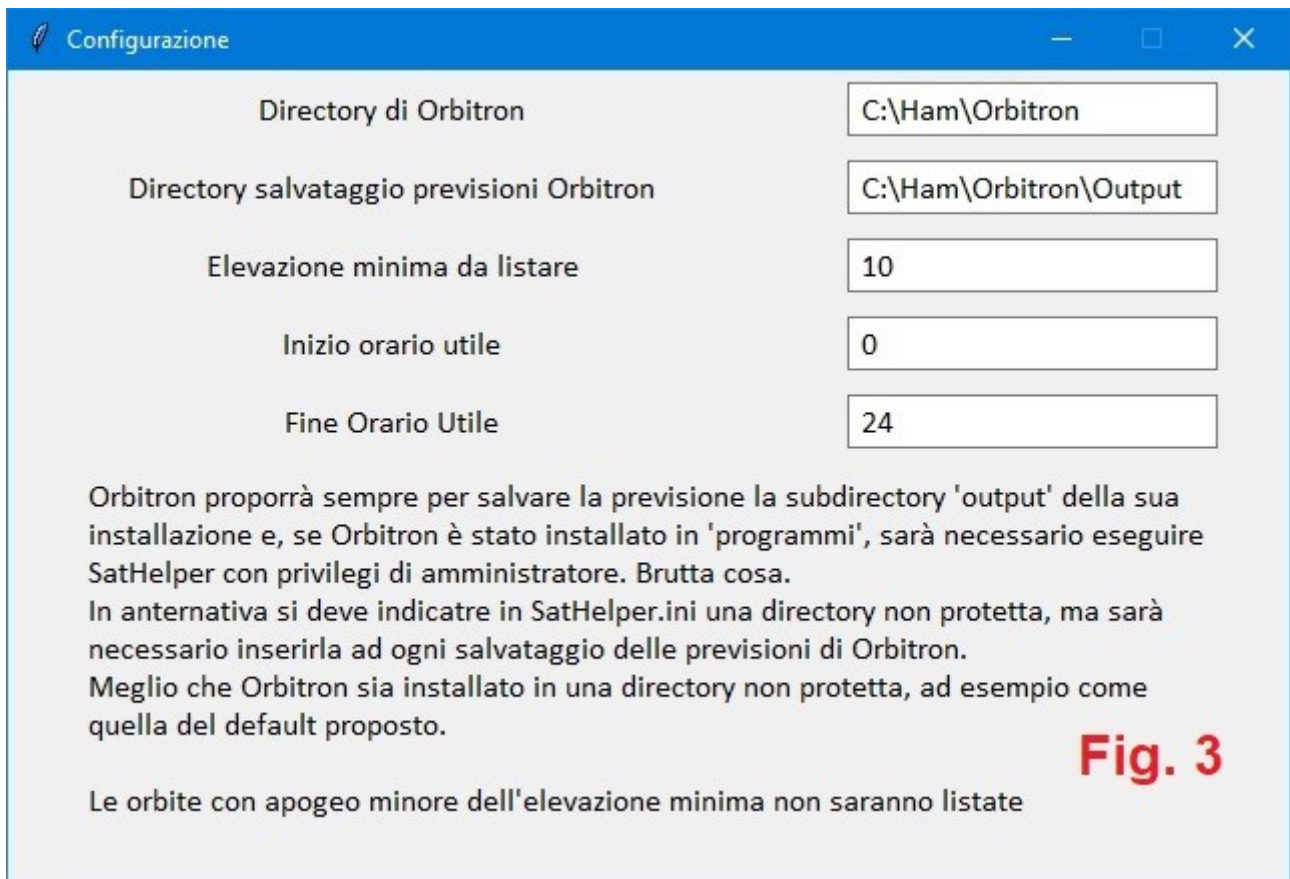 Configurazione
Directory di Orbitron C:\Ham\Orbitron
Directory salvataggio previsioni Orbitron C:\Ham\Orbitron\Output
Elevazione minima da listare 10
Inizio orario utile 0
Fine Orario Utile 24
Orbitron proporrà sempre per salvare la previsione la subdirectory 'output' della sua
installazione e, se Orbitron è stato installato in 'programmi', sarà necessario eseguire
SatHelper con privilegi di amministratore. Brutta cosa.
In anternativa si deve indicatre in SatHelper.ini una directory non protetta, ma sarà
necessario inserirla ad ogni salvataggio delle previsioni di Orbitron.
Meglio che Orbitron sia installato in una directory non protetta, ad esempio come
quella del default proposto.
Fig. 3
Le orbite con apogeo minore dell'elevazione minima non saranno listate